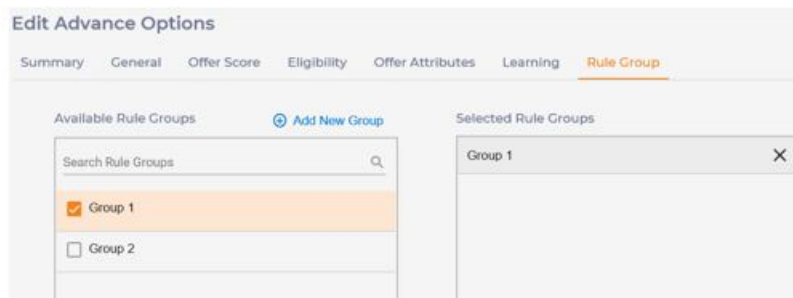 Edit Advance Options
Summary General Offer Score Eligibility Offer Attributes Learning Rule Group
Available Rule Groups Add New Group Selected Rule Groups
Search Rule Groups Group 1
Group 1
Group 2